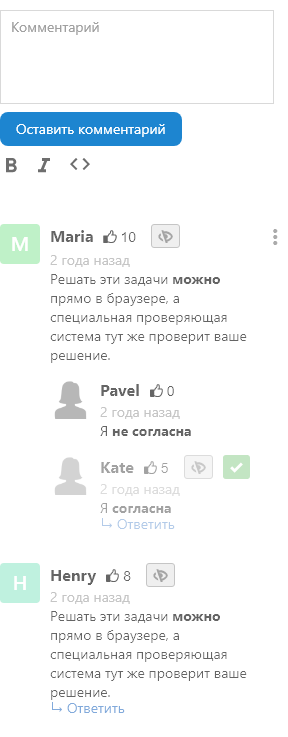 Комментарий
Оставить комментарий
B I <>
M Maria 10
2 года назад
Решать эти задачи можно
прямо в браузере, а
специальная проверяющая
система тут же проверит ваше
решение.
Pavel 0
2 года назад
Я не согласна
Kate 5
2 года назад
Я согласна
Ответить
H Henry 8
2 года назад
Решать эти задачи можно
прямо в браузере, а
специальная проверяющая
система тут же проверит ваше
решение.
Ответить